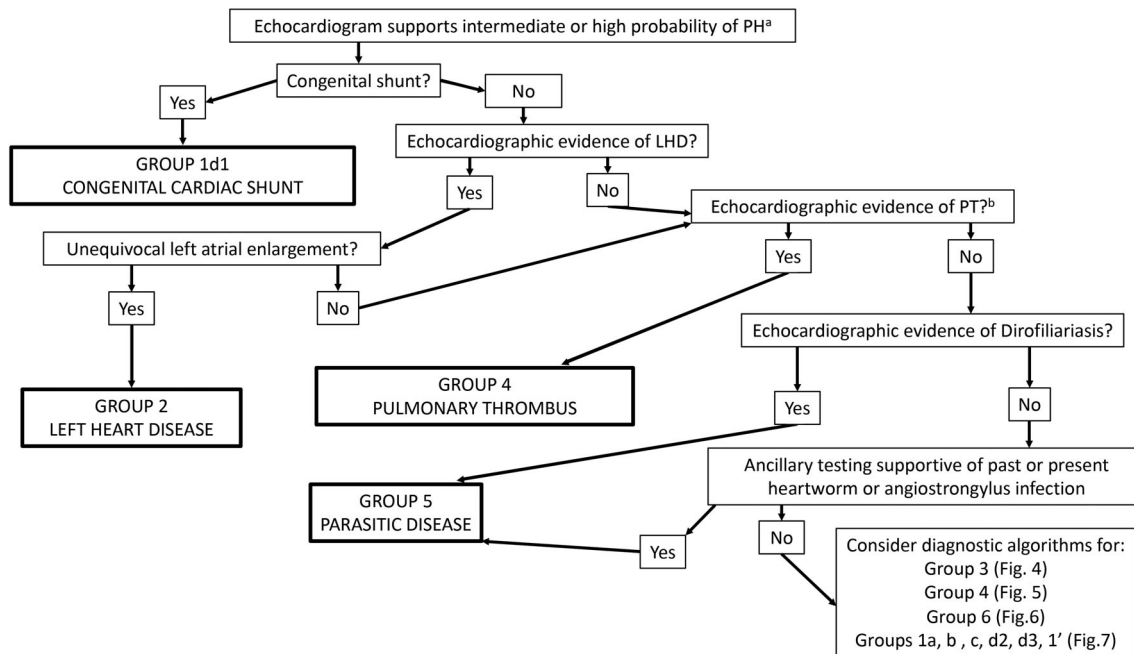 Echocardiogram supports intermediate or high probability of PHᵃ
Congenital shunt?
Yes
No
GROUP 1d1
CONGENITAL CARDIAC SHUNT
Echocardiographic evidence of LHD?
Yes
No
Echocardiographic evidence of PT?ᵇ
Unequivocal left atrial enlargement?
Yes
No
Yes
No
Echocardiographic evidence of Dirofiliariasis?
GROUP 2
LEFT HEART DISEASE
GROUP 4
PULMONARY THROMBUS
Yes
No
Ancillary testing supportive of past or present
heartworm or angiostrongylus infection
GROUP 5
PARASITIC DISEASE
Yes
No
Consider diagnostic algorithms for:
Group 3 (Fig. 4)
Group 4 (Fig. 5)
Group 6 (Fig.6)
Groups 1a, b , c, d2, d3, 1’ (Fig.7)